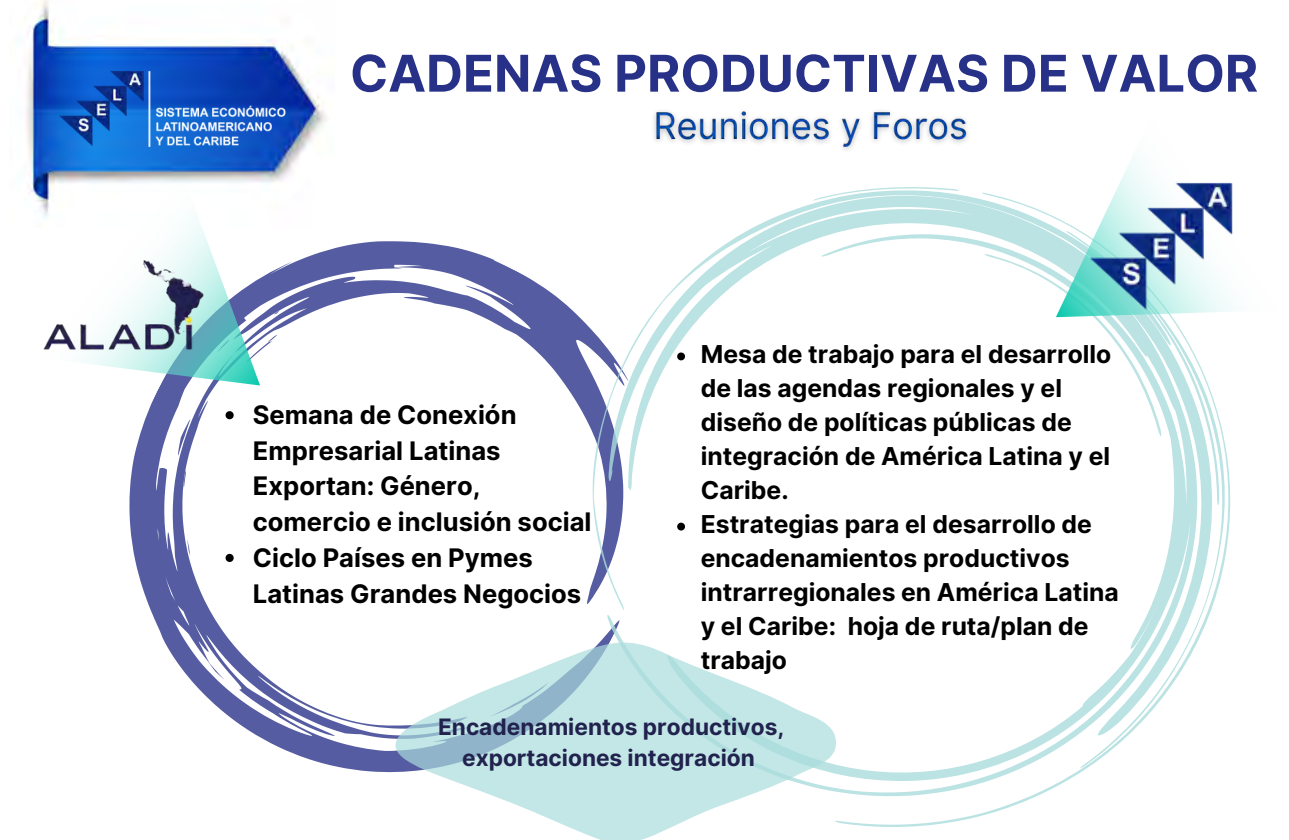 SELA
SISTEMA ECONÓMICO
LATINOAMERICANO
Y DEL CARIBE
CADENAS PRODUCTIVAS DE VALOR
Reuniones y Foros
SELA
ALADI
• Semana de Conexión
Empresarial Latinas
Exportan: Género,
comercio e inclusión social
• Ciclo Países en Pymes
Latinas Grandes Negocios
• Mesa de trabajo para el desarrollo
de las agendas regionales y el
diseño de políticas públicas de
integración de América Latina y el
Caribe.
• Estrategias para el desarrollo de
encadenamientos productivos
intrarregionales en América Latina
y el Caribe: hoja de ruta/plan de
trabajo
Encadenamientos productivos,
exportaciones integración